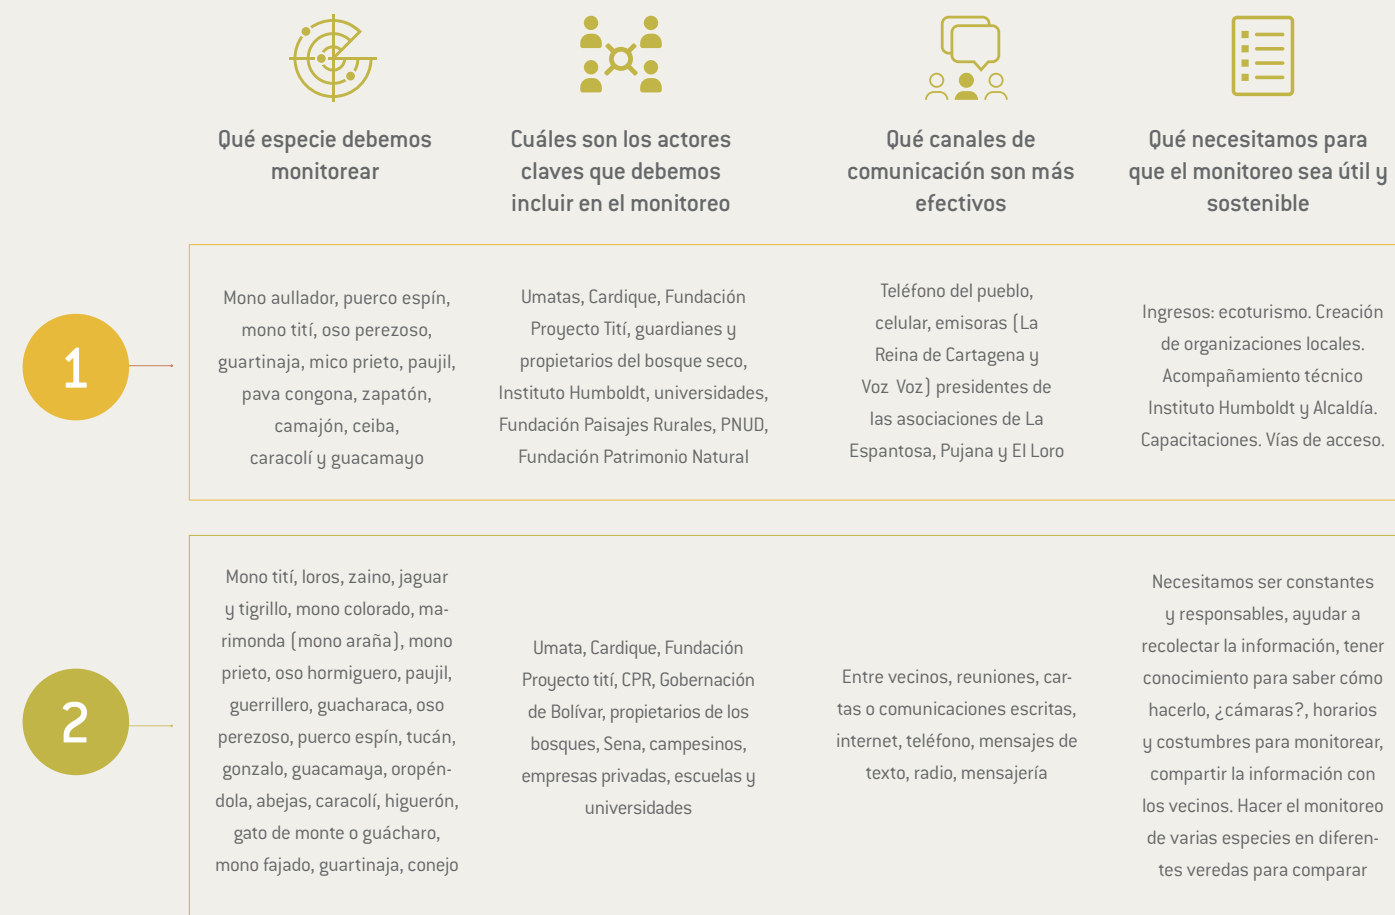 Qué especie debemos
monitorear
Cuáles son los actores
claves que debemos
incluir en el monitoreo
Qué canales de
comunicación son más
efectivos
Qué necesitamos para
que el monitoreo sea útil y
sostenible
1
Mono aullador, puerco espín,
mono tití, oso perezoso,
guartinaja, mico prieto, paujil,
pava congona, zapatón,
camajón, ceiba,
caracolí y guacamayo
Umatas, Cardique, Fundación
Proyecto Tití, guardianes y
propietarios del bosque seco,
Instituto Humboldt, universidades,
Fundación Paisajes Rurales, PNUD,
Fundación Patrimonio Natural
Teléfono del pueblo,
celular, emisoras (La
Reina de Cartagena y
Voz Voz) presidentes de
las asociaciones de La
Espantosa, Pujana y El Loro
Ingresos: ecoturismo. Creación
de organizaciones locales.
Acompañamiento técnico
Instituto Humboldt y Alcaldía.
Capacitaciones. Vías de acceso.
2
Mono tití, loros, zaino, jaguar
y tigrillo, mono colorado, ma-
rimonda (mono araña), mono
prieto, oso hormiguero, paujil,
guerrillero, guacharaca, oso
perezoso, puerco espín, tucán,
gonzalo, guacamaya, oropén-
dola, abejas, caracolí, higuerón,
gato de monte o guácharo,
mono fajado, guartinaja, conejo
Umata, Cardique, Fundación
Proyecto tití, CPR, Gobernación
de Bolívar, propietarios de los
bosques, Sena, campesinos,
empresas privadas, escuelas y
universidades
Entre vecinos, reuniones, car-
tas o comunicaciones escritas,
internet, teléfono, mensajes de
texto, radio, mensajería
Necesitamos ser constantes
y responsables, ayudar a
recolectar la información, tener
conocimiento para saber cómo
hacerlo, ¿cámaras?, horarios
y costumbres para monitorear,
compartir la información con
los vecinos. Hacer el monitoreo
de varias especies en diferen-
tes veredas para comparar